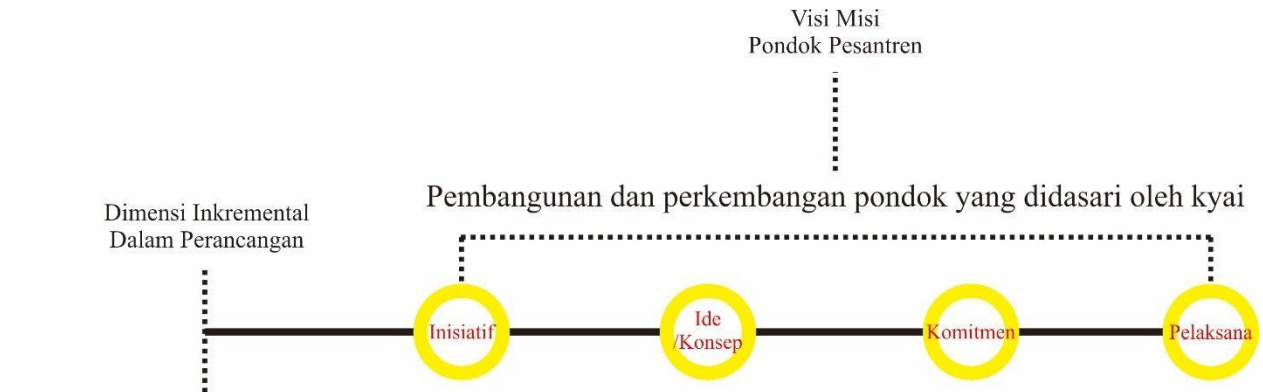 Visi Misi
Pondok Pesantren
Pembangunan dan perkembangan pondok yang didasari oleh kyai
Dimensi Inkremental
Dalam Perancangan
Inisiatif
Ide
/Konsep
Komitmen
Pelaksana